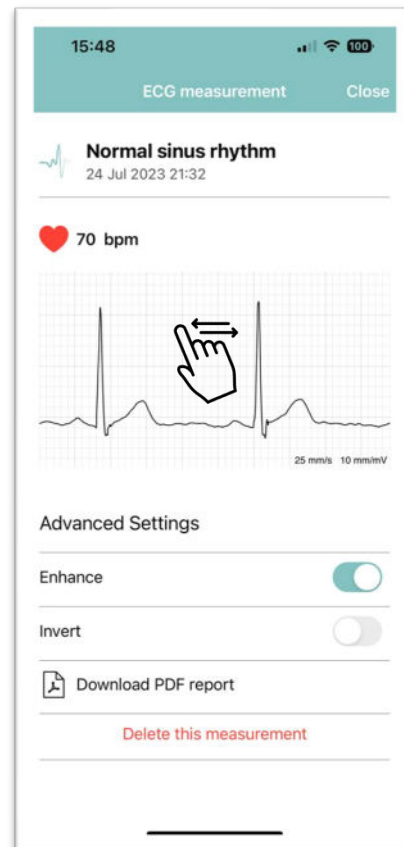 15:48 100
ECG measurement Close
Normal sinus rhythm
24 Jul 2023 21:32
70 bpm
25 mm/s 10 mm/mV
Advanced Settings
Enhance
Invert
Download PDF report
Delete this measurement